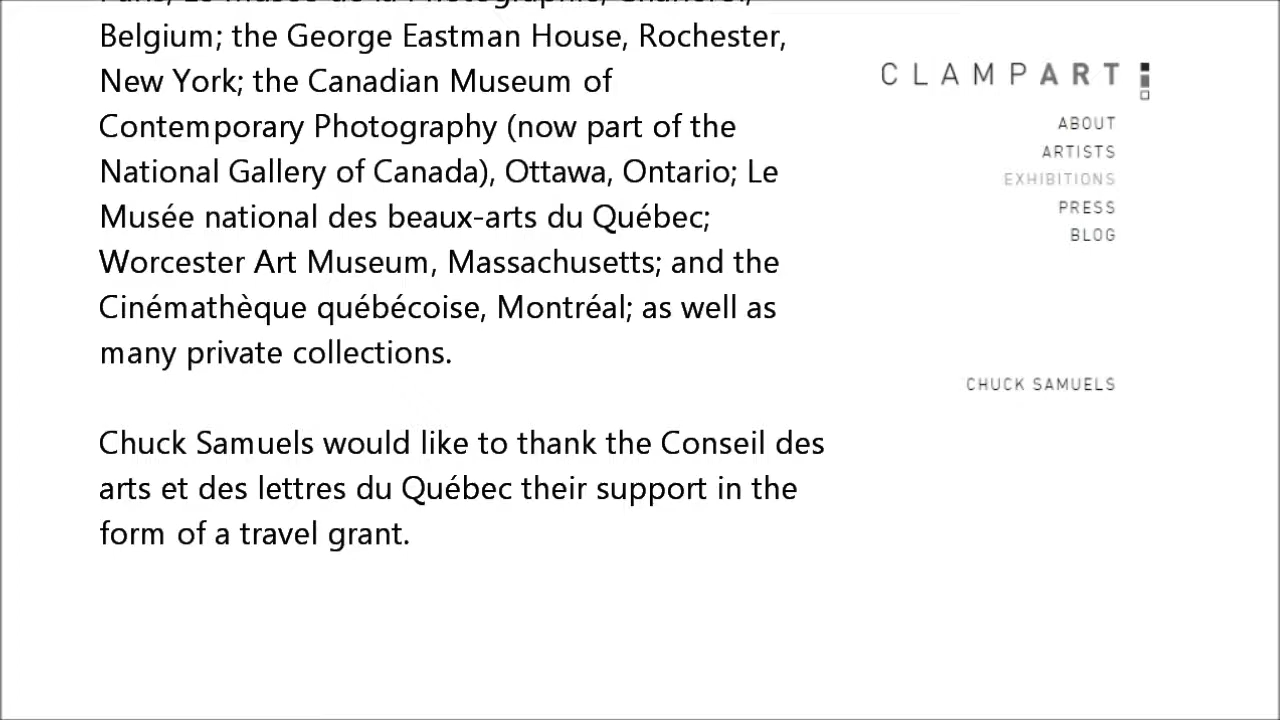 Belgium; the George Eastman House, Rochester,
New York; the Canadian Museum of
Contemporary Photography (now part of the
National Gallery of Canada), Ottawa, Ontario; Le
Musée national des beaux-arts du Québec;
Worcester Art Museum, Massachusetts; and the
Cinémathèque québécoise, Montréal; as well as
many private collections.
Chuck Samuels would like to thank the Conseil des
arts et des lettres du Québec their support in the
form of a travel grant.
CLAMPART
ABOUT
ARTISTS
EXHIBITIONS
PRESS
BLOG
CHUCK SAMUELS